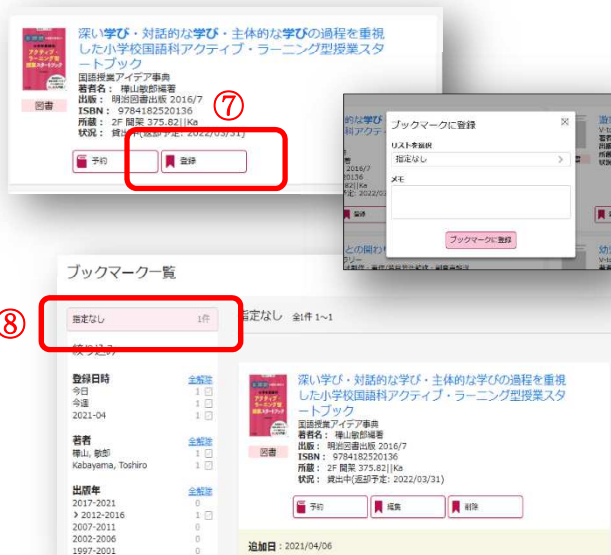 深い学び・対話的な学び・主体的な学びの過程を重視
した小学校国語科アクティブ・ラーニング型授業スタ
ートブック
国語授業アイデア事典
著者名： 樺山敏郎編著
出版： 明治図書出版 2016/7
ISBN： 9784182520136
所蔵： 2F 開架 375.82||Ka
状況： 貸出中(返却予定: 2022/03/31)
図書
予約
登録
⑦
ブックマークに登録
×
リストを選択
指定なし
メモ
ブックマークに登録
ブックマーク一覧
⑧
指定なし 1件
絞り込み
登録日時 全解除
今日 1
今週 1
2021-04 1
著者 全解除
樺山, 敏郎 1
Kabayama, Toshiro 1
出版年 全解除
2017-2021 0
> 2012-2016 1
2007-2011 0
2002-2006 0
1997-2001 0
指定なし 全1件 1~1
深い学び・対話的な学び・主体的な学びの過程を重視
した小学校国語科アクティブ・ラーニング型授業スタ
ートブック
国語授業アイデア事典
著者名： 樺山敏郎編著
出版： 明治図書出版 2016/7
ISBN： 9784182520136
所蔵： 2F 開架 375.82||Ka
状況： 貸出中(返却予定: 2022/03/31)
図書
予約
編集
削除
追加日：2021/04/06